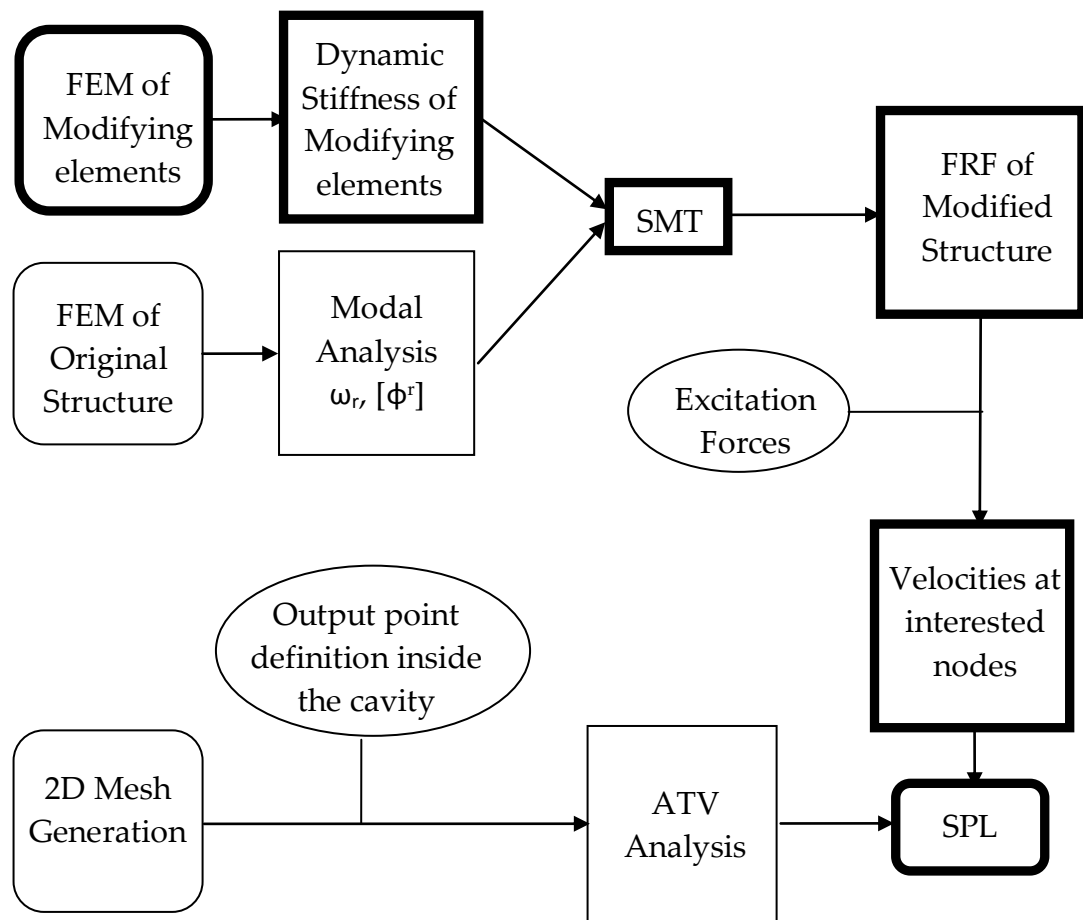 FEM of
Modifying
elements
Dynamic
Stiffness of
Modifying
elements
SMT
FRF of
Modified
Structure
FEM of
Original
Structure
Modal
Analysis
ωᵣ, [ϕʳ]
Excitation
Forces
Velocities at
interested
nodes
Output point
definition inside
the cavity
2D Mesh
Generation
ATV
Analysis
SPL